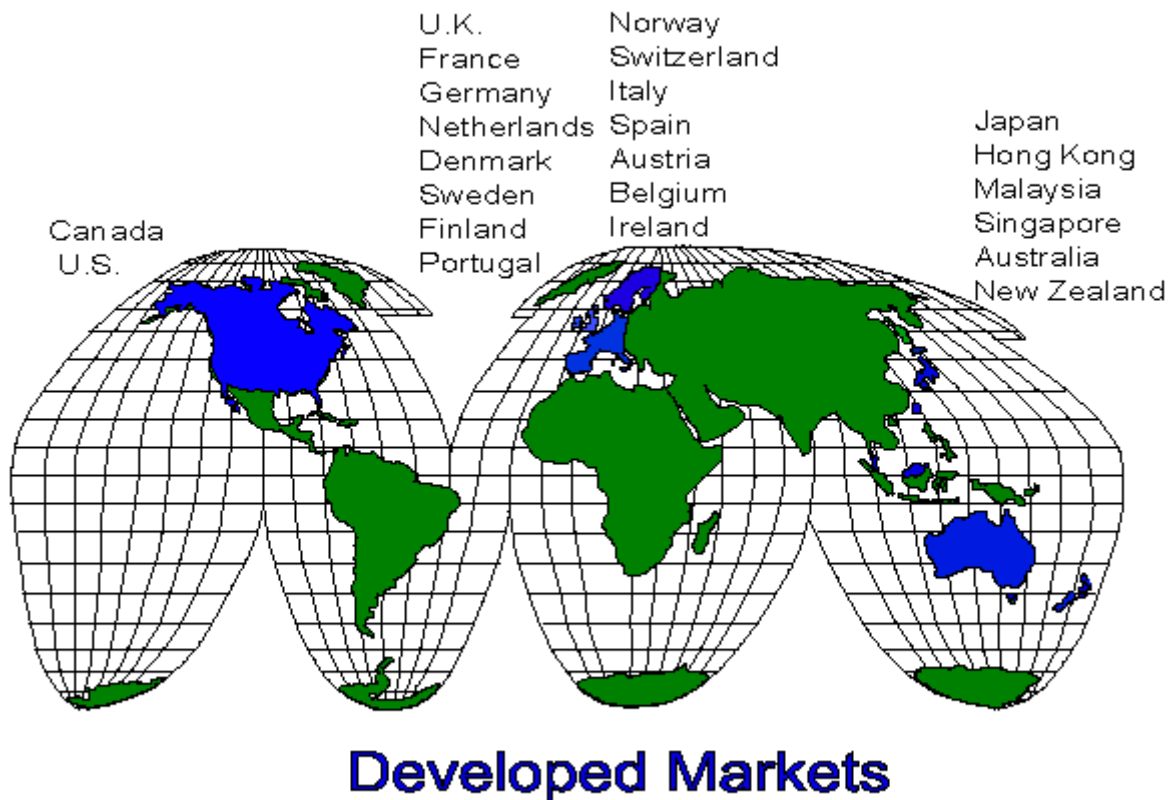 Canada
U.S.
U.K.
France
Germany
Netherlands
Denmark
Sweden
Finland
Portugal
Norway
Switzerland
Italy
Spain
Austria
Belgium
Ireland
Japan
Hong Kong
Malaysia
Singapore
Australia
New Zealand
Developed Markets